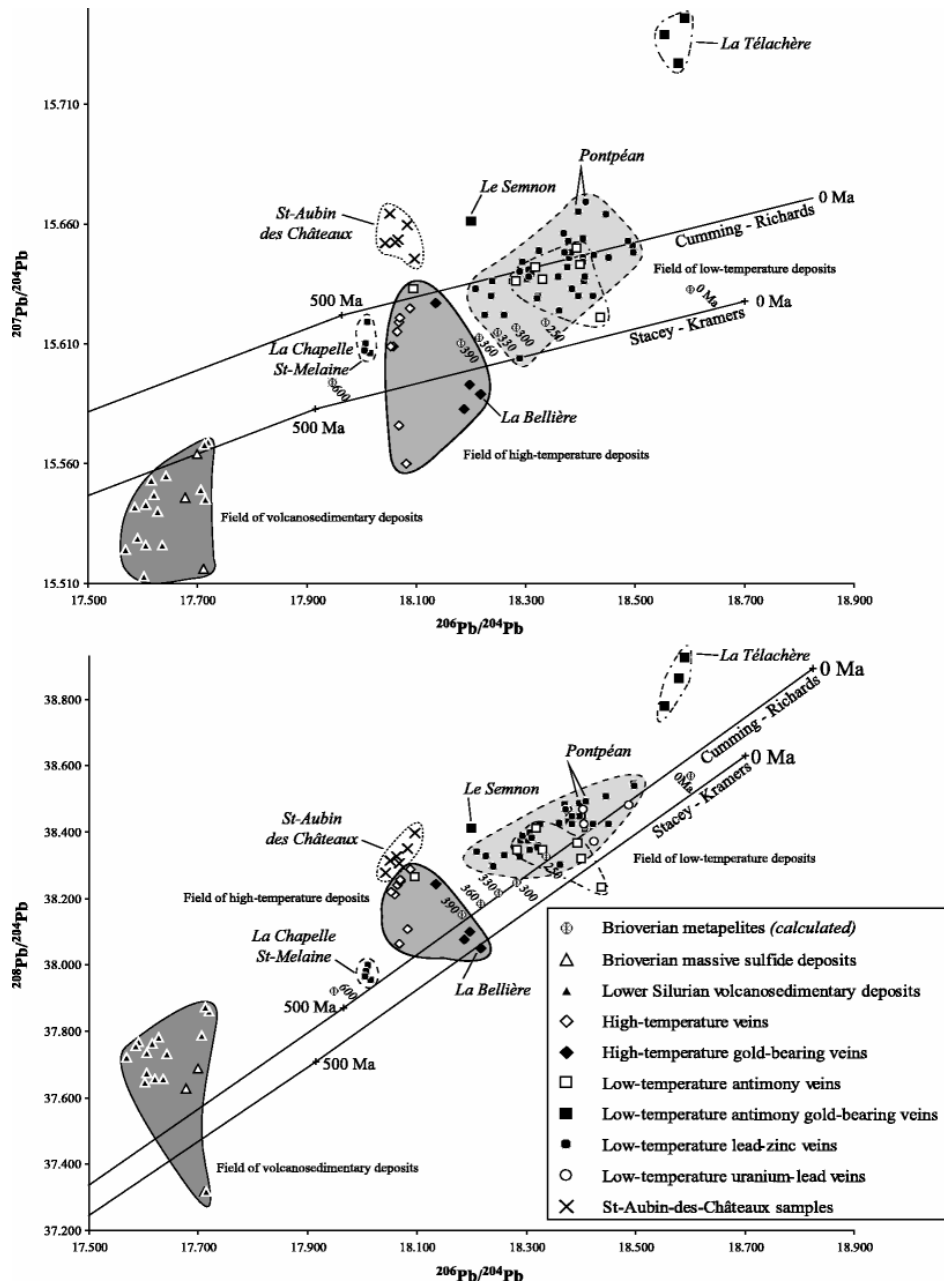 La Télachère
15.710
Pontpéan
Le Semnon
St-Aubin
des Châteaux
0 Ma
15.660
Cumming - Richards
Field of low-temperature deposits
207Pb/204Pb
500 Ma
0 Ma
0 Ma
Stacey - Kramers
250
300
330
360
390
15.610
La Chapelle
St-Melaine
600
La Bellière
500 Ma
Field of high-temperature deposits
15.560
Field of volcanosedimentary deposits
15.510
17.500
17.700
17.900
18.100
18.300
18.500
18.700
18.900
206Pb/204Pb
La Télachère
0 Ma
38.800
Cumming - Richards
Pontpéan
0 Ma
38.600
0Ma
Stacey - Kramers
Le Semnon
St-Aubin
des Châteaux
38.400
Field of low-temperature deposits
300
330
360
390
Field of high-temperature deposits
38.200
208Pb/204Pb
La Chapelle
St-Melaine
38.000
La Bellière
600
500 Ma
37.800
500 Ma
37.600
37.400
Field of volcanosedimentary deposits
37.200
17.500
17.700
17.900
18.100
18.300
18.500
18.700
18.900
206Pb/204Pb
Brioverian metapelites (calculated)
Brioverian massive sulfide deposits
Lower Silurian volcanosedimentary deposits
High-temperature veins
High-temperature gold-bearing veins
Low-temperature antimony veins
Low-temperature antimony gold-bearing veins
Low-temperature lead-zinc veins
Low-temperature uranium-lead veins
St-Aubin-des-Châteaux samples